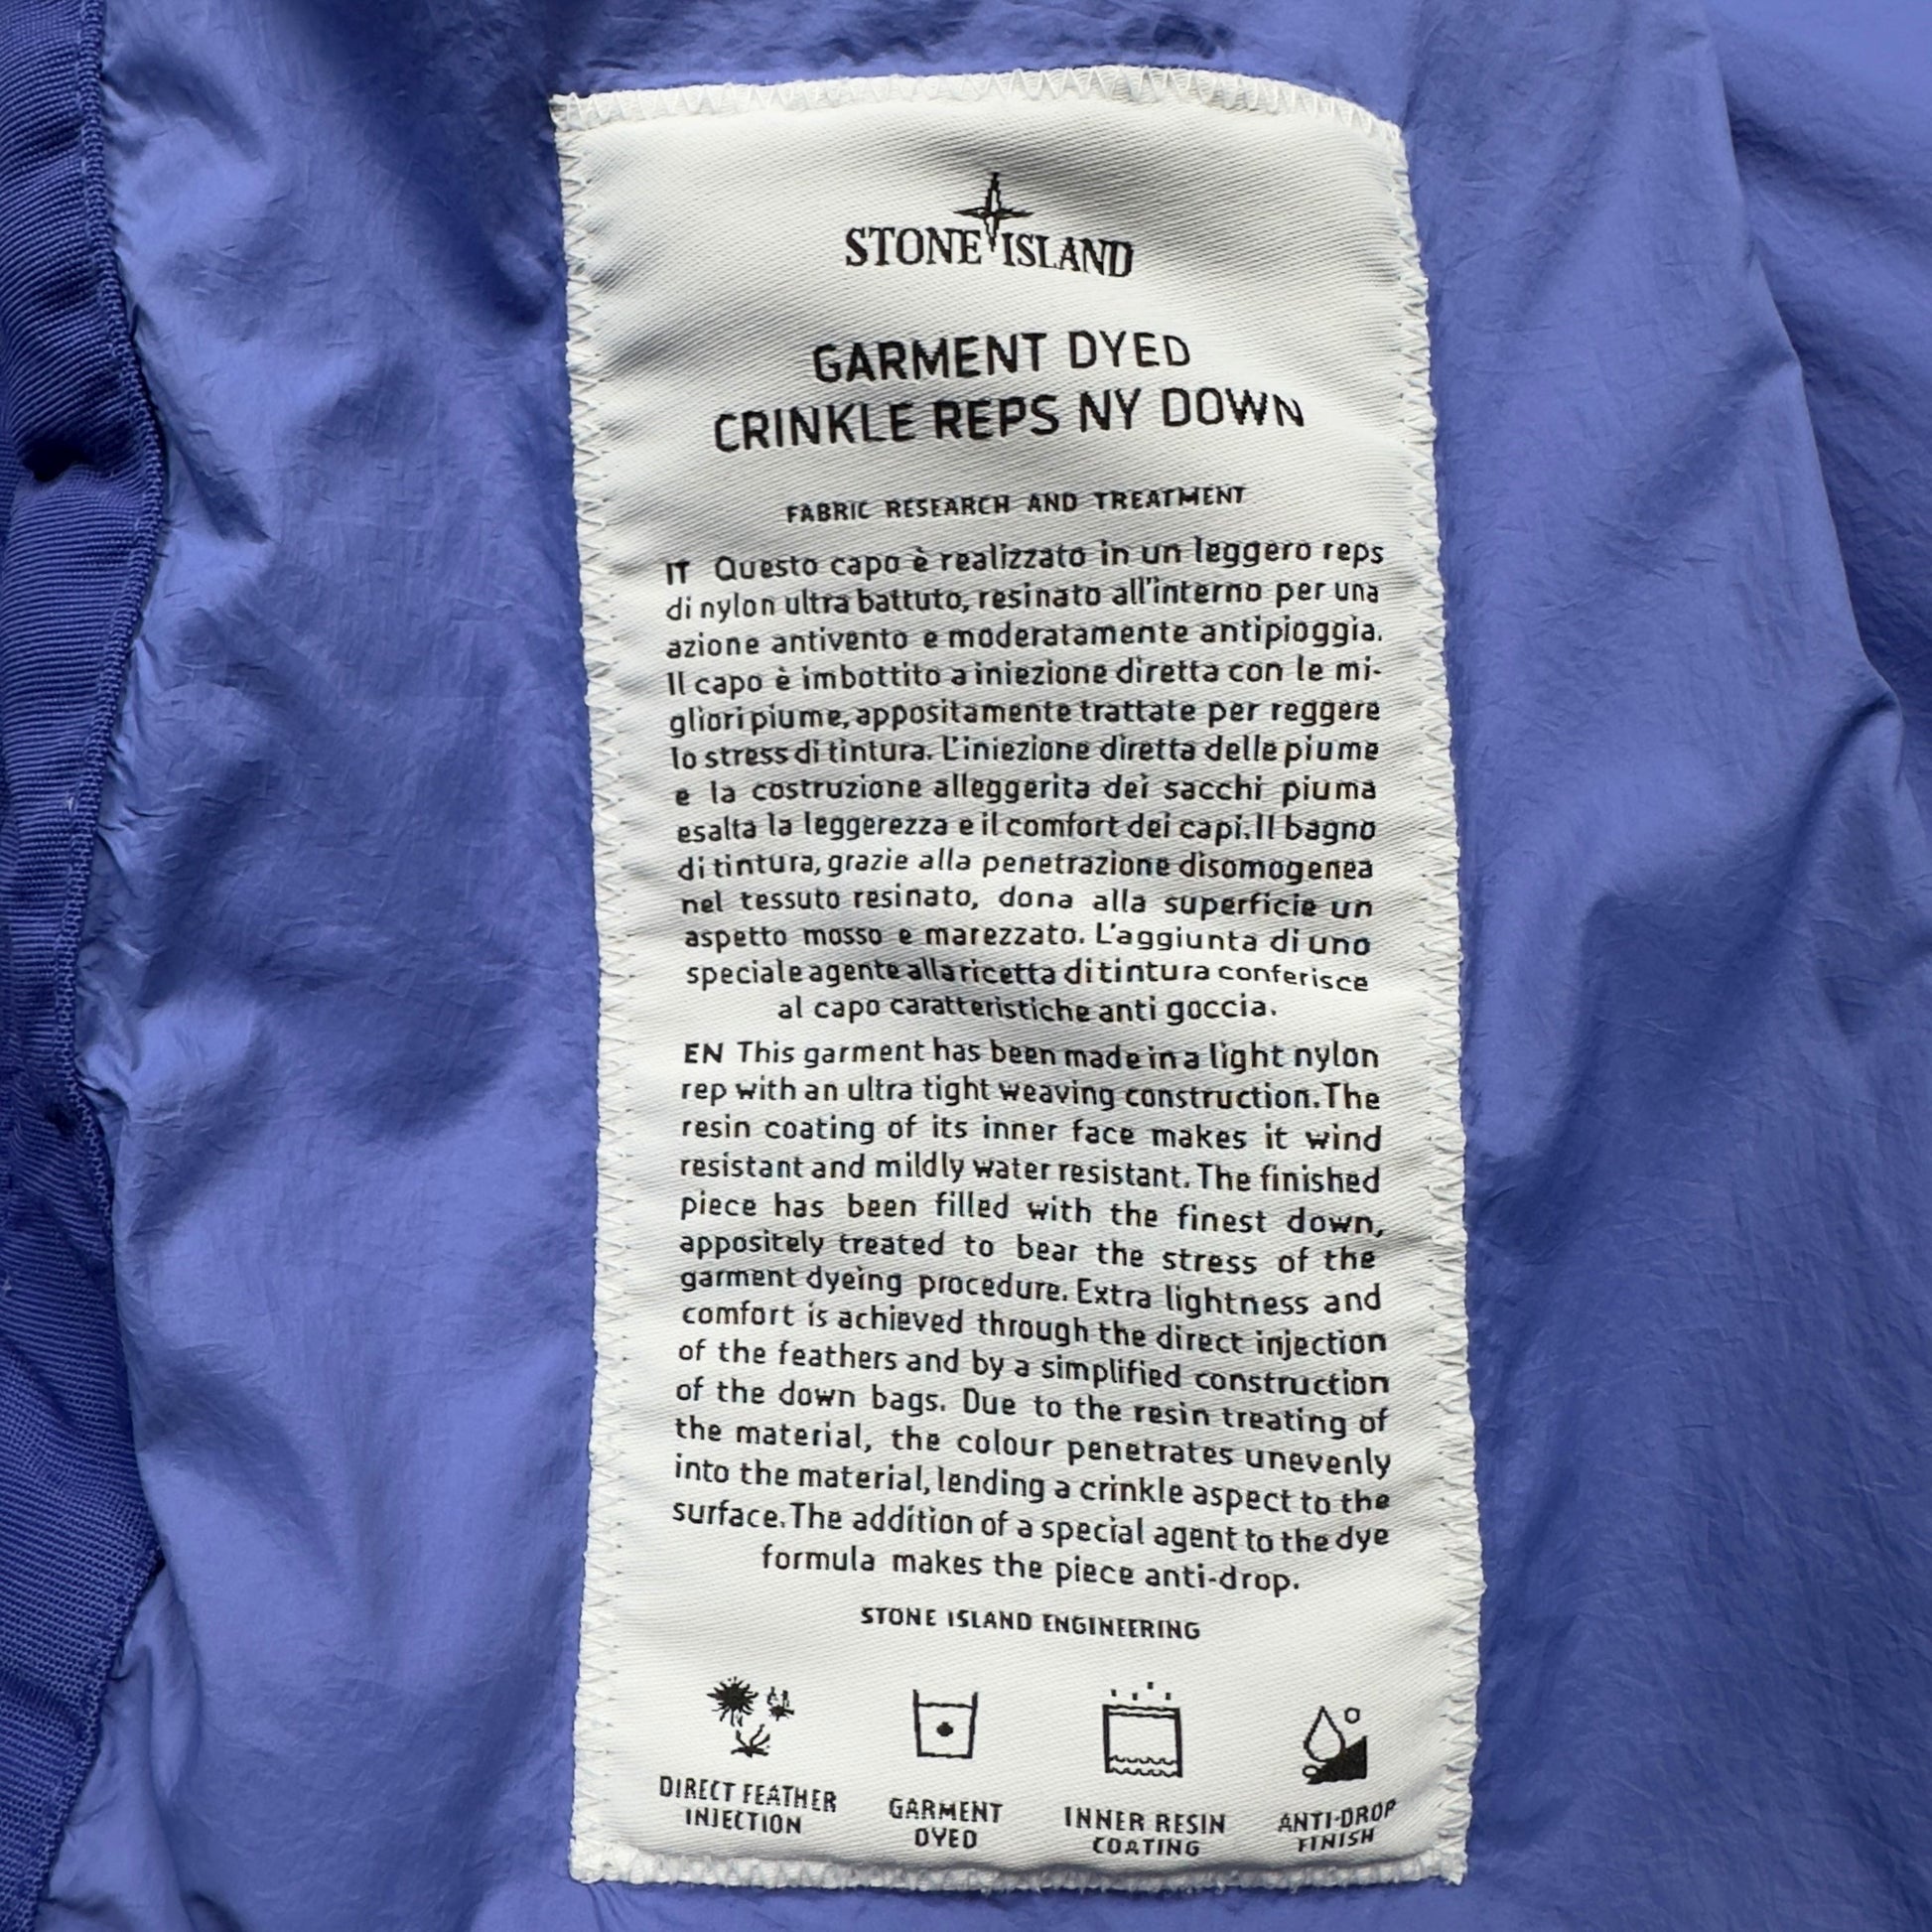 STONE ISLAND
GARMENT DYED
CRINKLE REPS NY DOWN
FABRIC RESEARCH AND TREATMENT
IT Questo capo è realizzato in un leggero reps
di nylon ultra battuto, resinato all'interno per una
azione antivento e moderatamente antipioggia.
Il capo è imbottito a iniezione diretta con le mi-
gliori piume, appositamente trattate per reggere
lo stress di tintura. L'iniezione diretta delle piume
e la costruzione alleggerita dei sacchi piuma
esalta la leggerezza e il comfort dei capi. Il bagno
di tintura, grazie alla penetrazione disomogenea
nel tessuto resinato, dona alla superficie un
aspetto mosso e marezzato. L'aggiunta di uno
speciale agente alla ricetta di tintura conferisce
al capo caratteristiche anti goccia.
EN This garment has been made in a light nylon
rep with an ultra tight weaving construction. The
resin coating of its inner face makes it wind
resistant and mildly water resistant. The finished
piece has been filled with the finest down,
appositely treated to bear the stress of the
garment dyeing procedure. Extra lightness and
comfort is achieved through the direct injection
of the feathers and by a simplified construction
of the down bags. Due to the resin treating of
the material, the colour penetrates unevenly
into the material, lending a crinkle aspect to the
surface. The addition of a special agent to the dye
formula makes the piece anti-drop.
STONE ISLAND ENGINEERING
DIRECT FEATHER
INJECTION
GARMENT
DYED
INNER RESIN
COATING
ANTI-DROP
FINISH